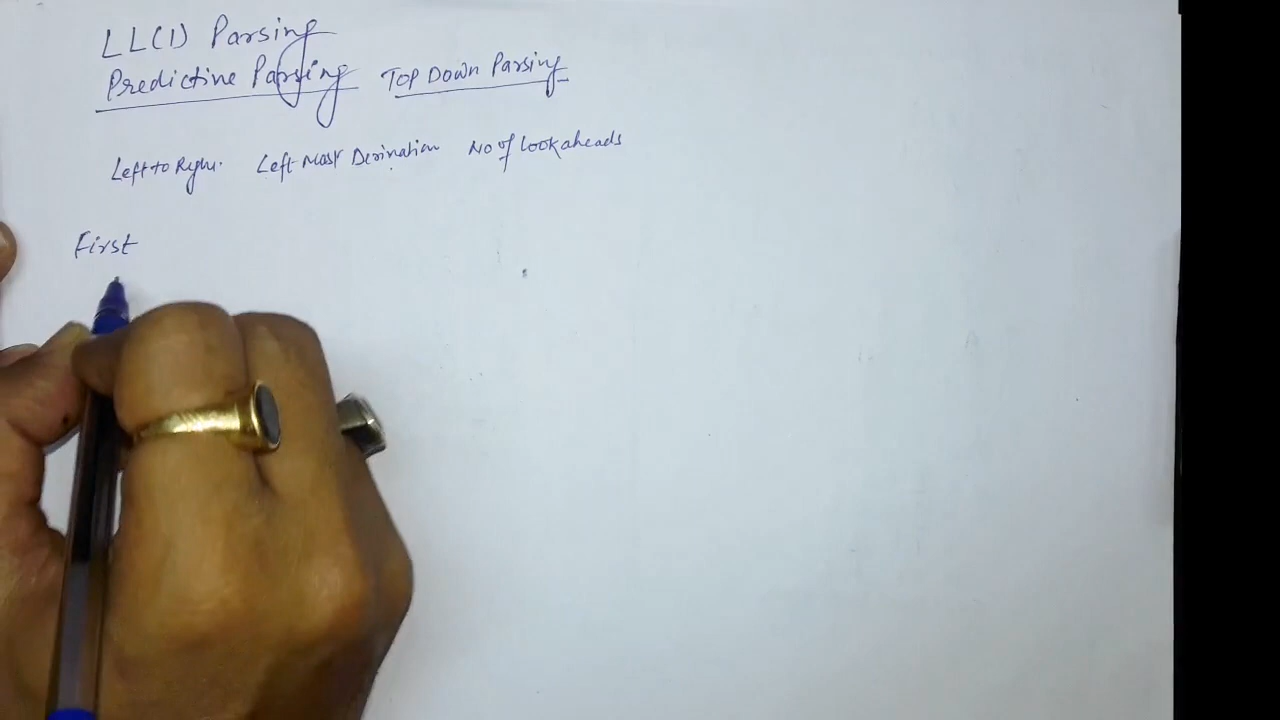 LL(1) Parsing
Predictive Parsing Top Down Parsing
Left to Right. Left Most Derivation No of lookaheads
First